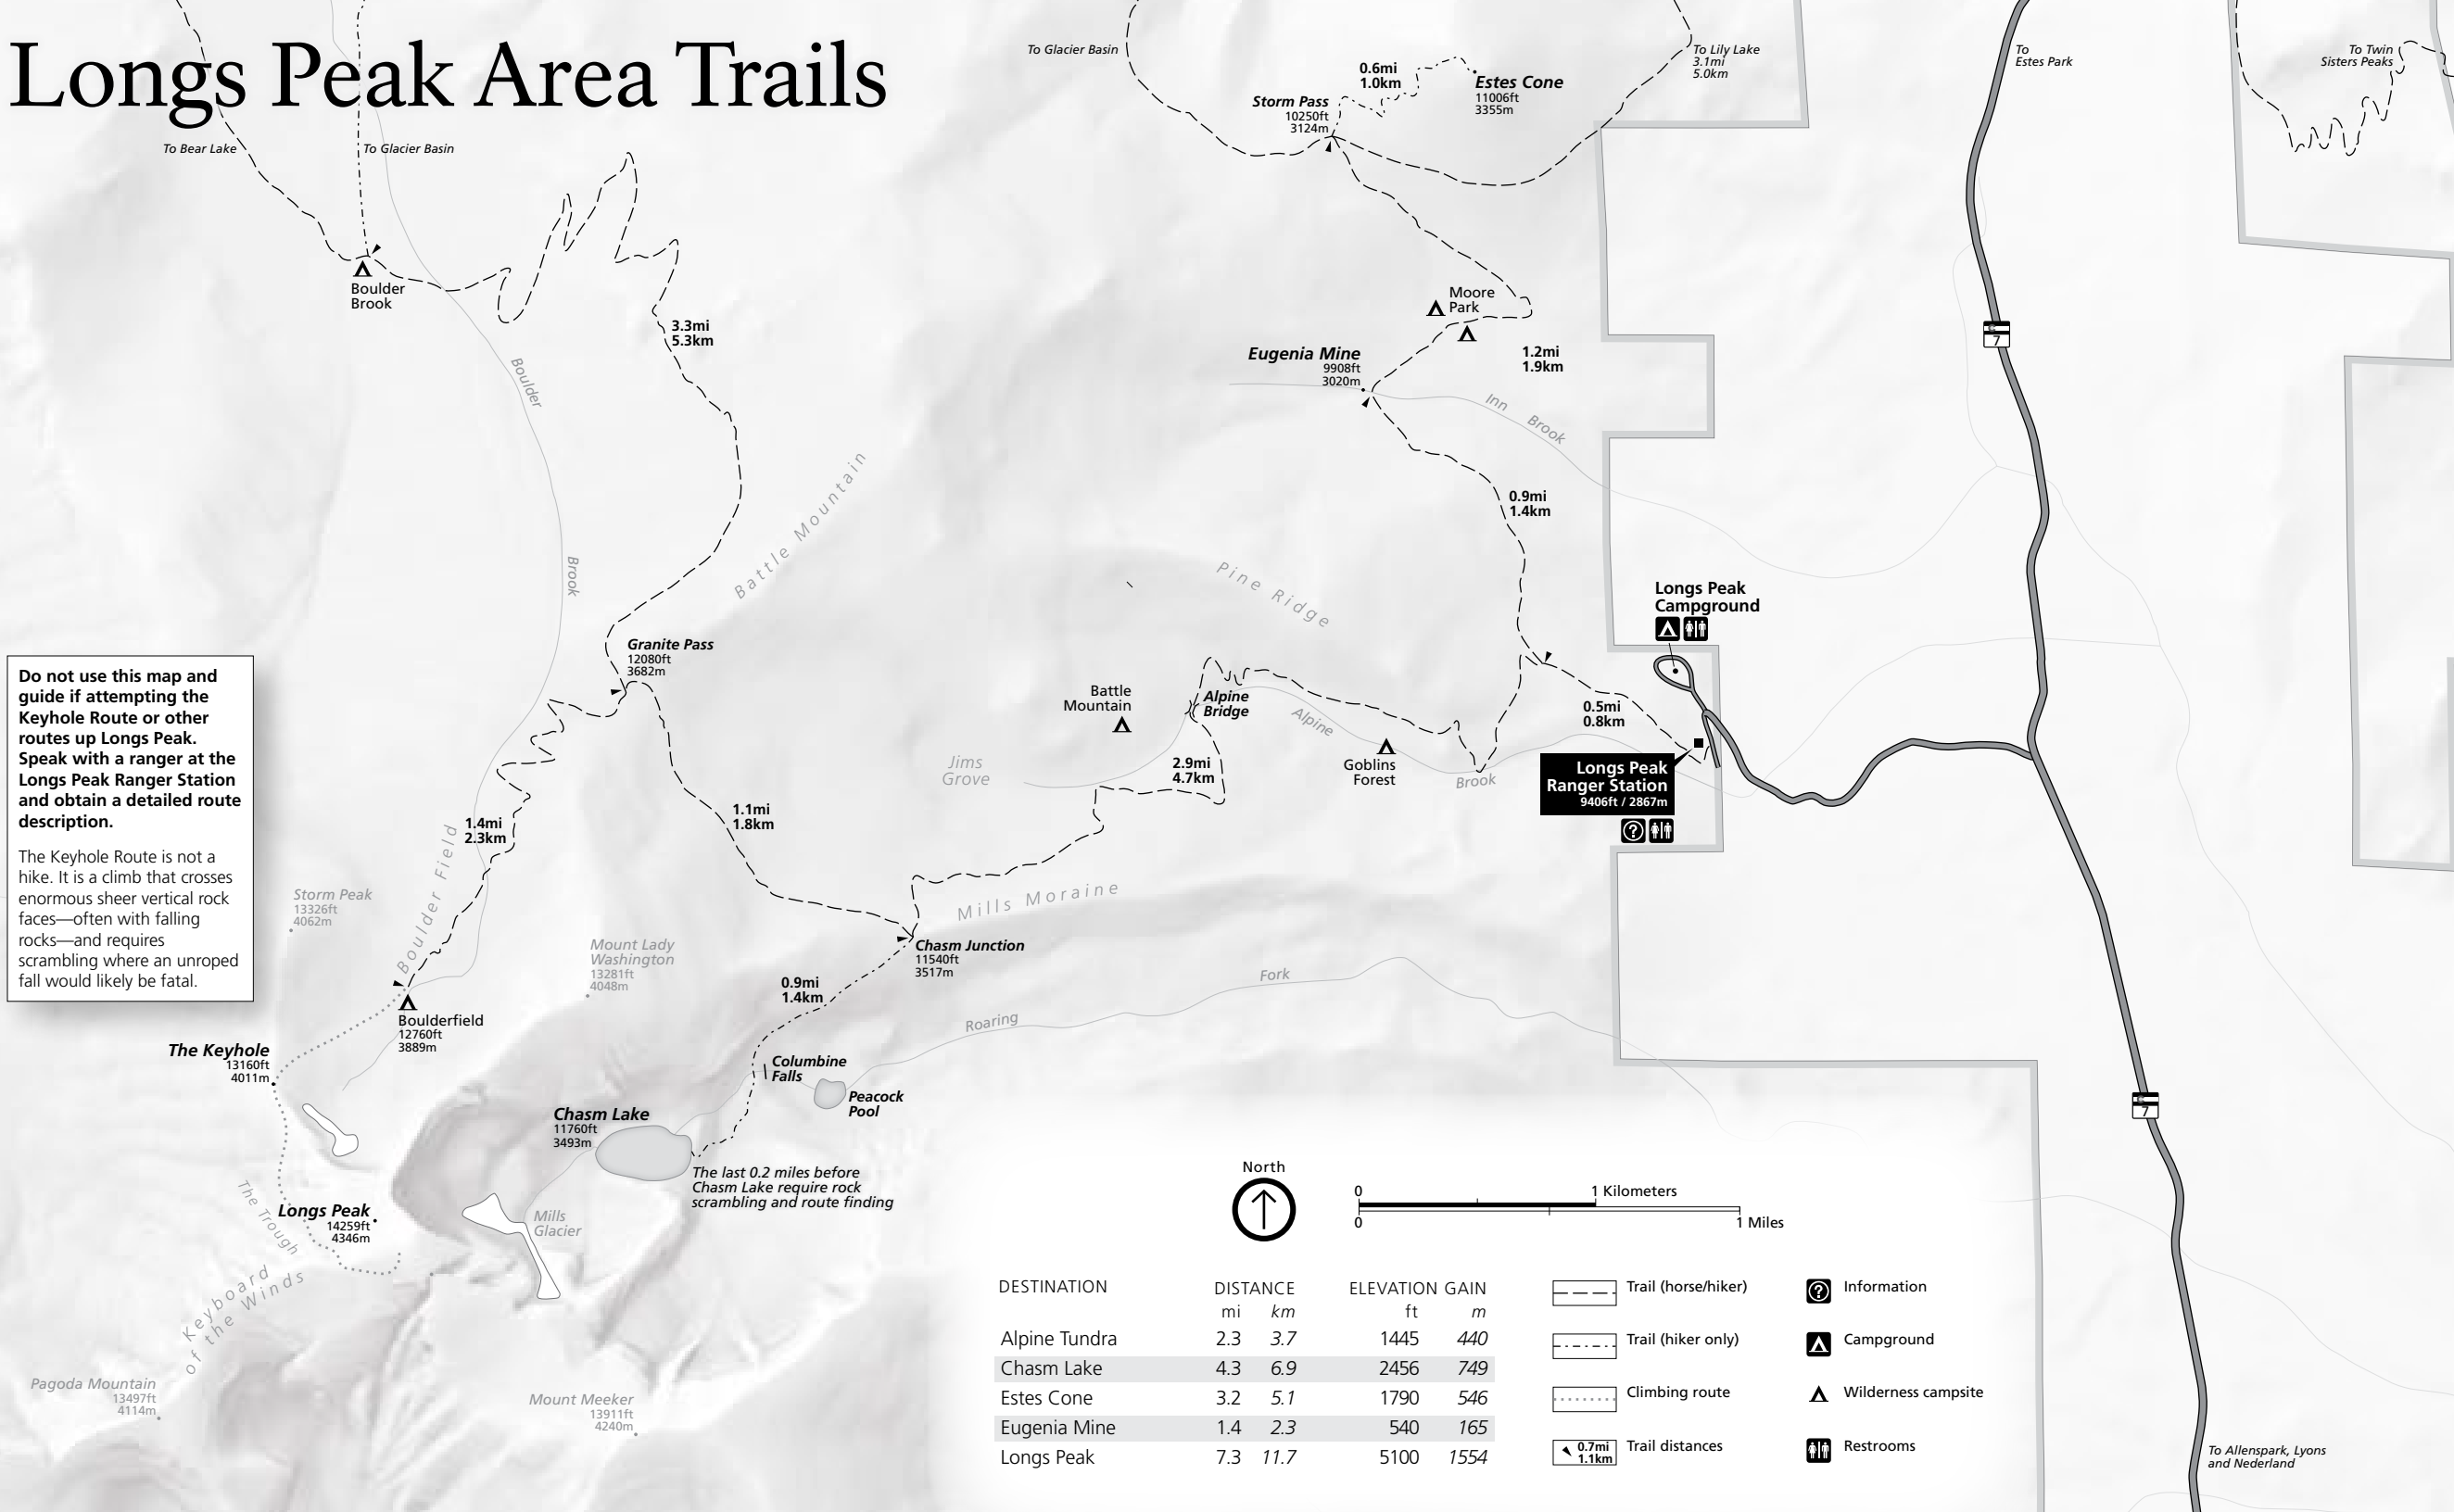 Longs Peak Area Trails
To Bear Lake
To Glacier Basin
To Glacier Basin
0.6mi
1.0km
Estes Cone
11006ft
3355m
Storm Pass
10250ft
3124m
To Lily Lake
3.1mi
5.0km
To
Estes Park
To Twin
Sisters Peaks
Boulder
Brook
3.3mi
5.3km
Boulder
Brook
Moore
Park
Eugenia Mine
9908ft
3020m
1.2mi
1.9km
Inn
Brook
7
0.9mi
1.4km
Battle Mountain
Pine Ridge
Longs Peak
Campground
Granite Pass
12080ft
3682m
Battle
Mountain
Alpine
Bridge
Alpine
Brook
Goblins
Forest
0.5mi
0.8km
Longs Peak
Ranger Station
9406ft / 2867m
?
2.9mi
4.7km
Jims
Grove
1.1mi
1.8km
1.4mi
2.3km
Do not use this map and
guide if attempting the
Keyhole Route or other
routes up Longs Peak.
Speak with a ranger at the
Longs Peak Ranger Station
and obtain a detailed route
description.
The Keyhole Route is not a
hike. It is a climb that crosses
enormous sheer vertical rock
faces—often with falling
rocks—and requires
scrambling where an unroped
fall would likely be fatal.
Storm Peak
13326ft
4062m
Boulder Field
Mount Lady
Washington
13281ft
4048m
Mills Moraine
Chasm Junction
11540ft
3517m
0.9mi
1.4km
Roaring
Fork
Boulderfield
12760ft
3889m
The Keyhole
13160ft
4011m
Columbine
Falls
Peacock
Pool
7
Chasm Lake
11760ft
3493m
The last 0.2 miles before
Chasm Lake require rock
scrambling and route finding
The Trough
Longs Peak
14259ft
4346m
Mills
Glacier
Keyboard
of the Winds
Pagoda Mountain
13497ft
4114m
Mount Meeker
13911ft
4240m
North
0 1 Kilometers
0 1 Miles
DESTINATION DISTANCE ELEVATION GAIN
mi km ft m
Alpine Tundra 2.3 3.7 1445 440
Chasm Lake 4.3 6.9 2456 749
Estes Cone 3.2 5.1 1790 546
Eugenia Mine 1.4 2.3 540 165
Longs Peak 7.3 11.7 5100 1554
Trail (horse/hiker)
Trail (hiker only)
Climbing route
0.7mi
1.1km
Trail distances
? Information
Campground
Wilderness campsite
Restrooms
To Allenspark, Lyons
and Nederland